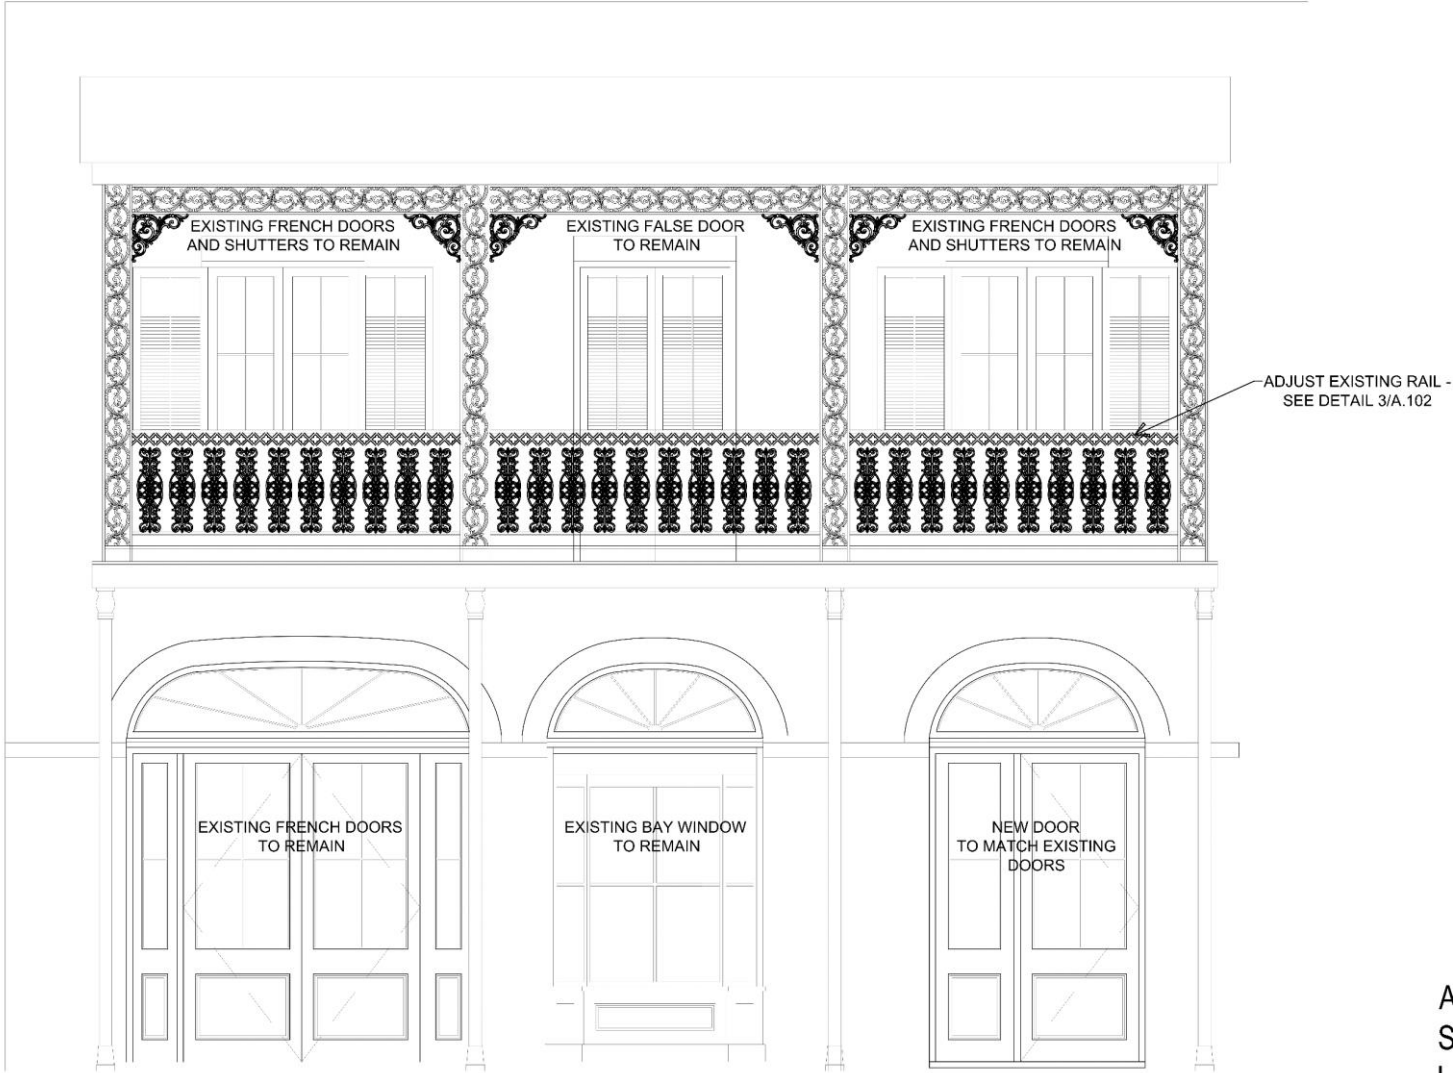 EXISTING FRENCH DOORS
AND SHUTTERS TO REMAIN
EXISTING FALSE DOOR
TO REMAIN
EXISTING FRENCH DOORS
AND SHUTTERS TO REMAIN
ADJUST EXISTING RAIL -
SEE DETAIL 3/A.102
EXISTING FRENCH DOORS
TO REMAIN
EXISTING BAY WINDOW
TO REMAIN
NEW DOOR
TO MATCH EXISTING
DOORS
A
S